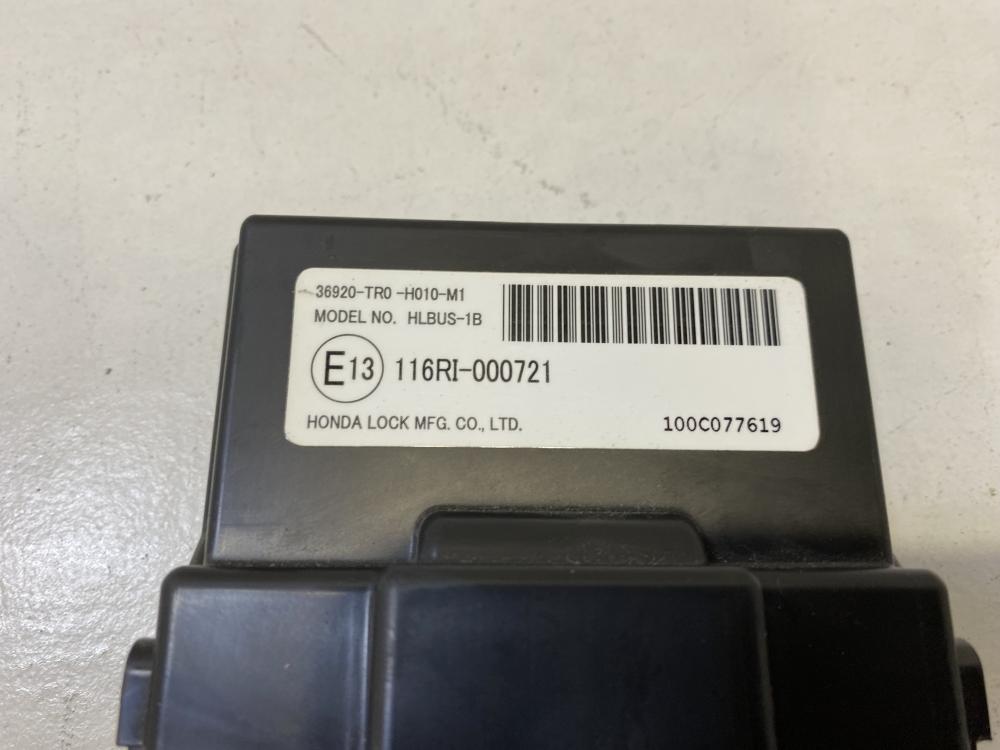 36920-TR0 -H010-M1
MODEL NO. HLBUS-1B
E13 116RI-000721
HONDA LOCK MFG. CO., LTD. 100C077619